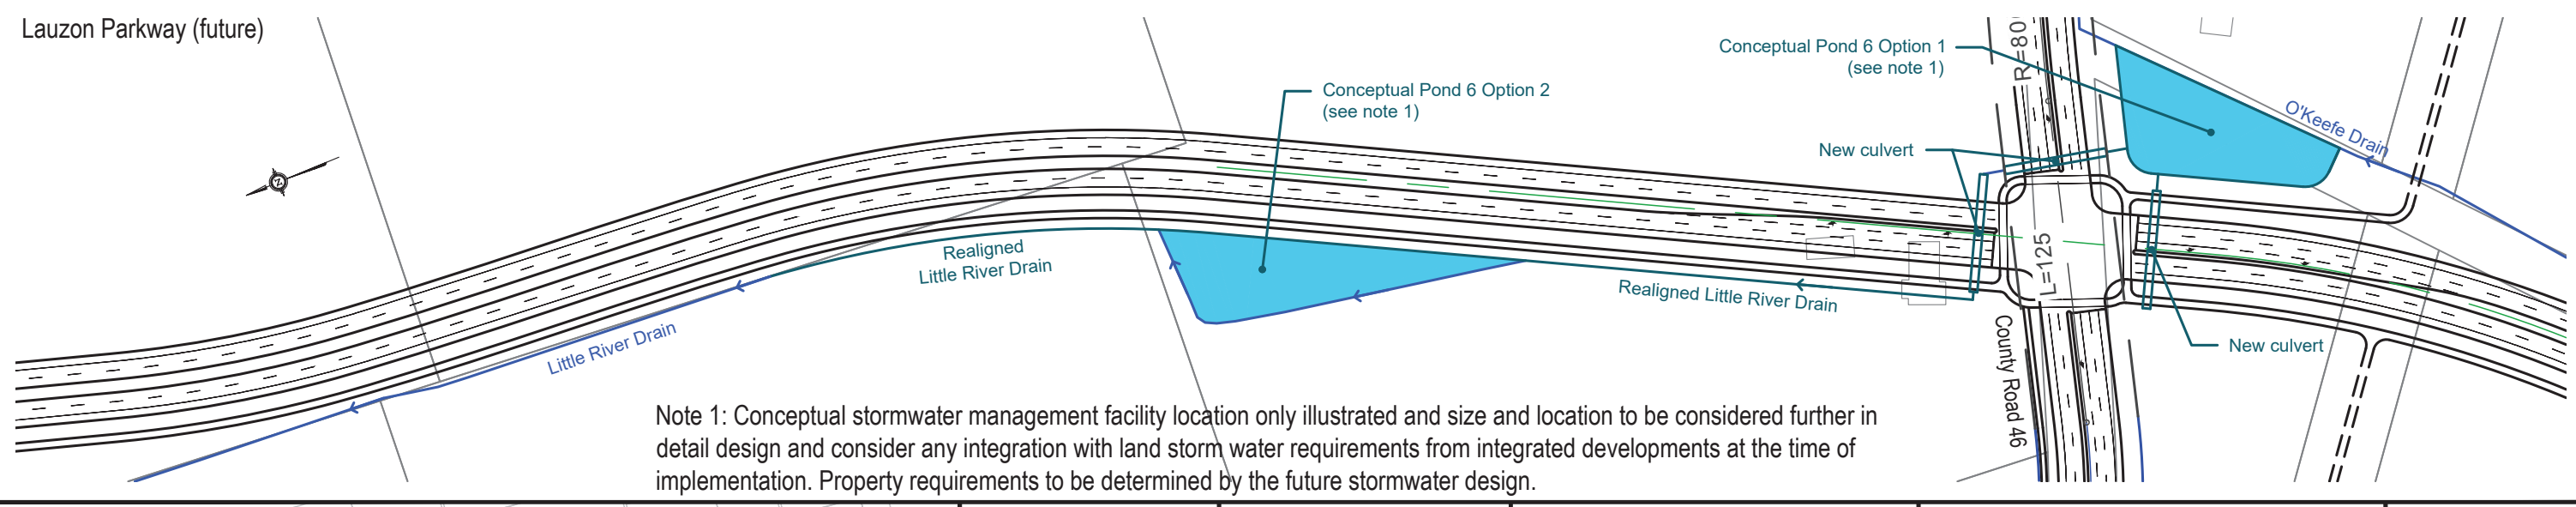 Lauzon Parkway (future)
Conceptual Pond 6 Option 1
(see note 1)
R=80
Conceptual Pond 6 Option 2
(see note 1)
O'Keefe Drain
New culvert
N
Realigned
Little River Drain
L=125
Realigned Little River Drain
Little River Drain
County Road 46
New culvert
Note 1: Conceptual stormwater management facility location only illustrated and size and location to be considered further in
detail design and consider any integration with land storm water requirements from integrated developments at the time of
implementation. Property requirements to be determined by the future stormwater design.